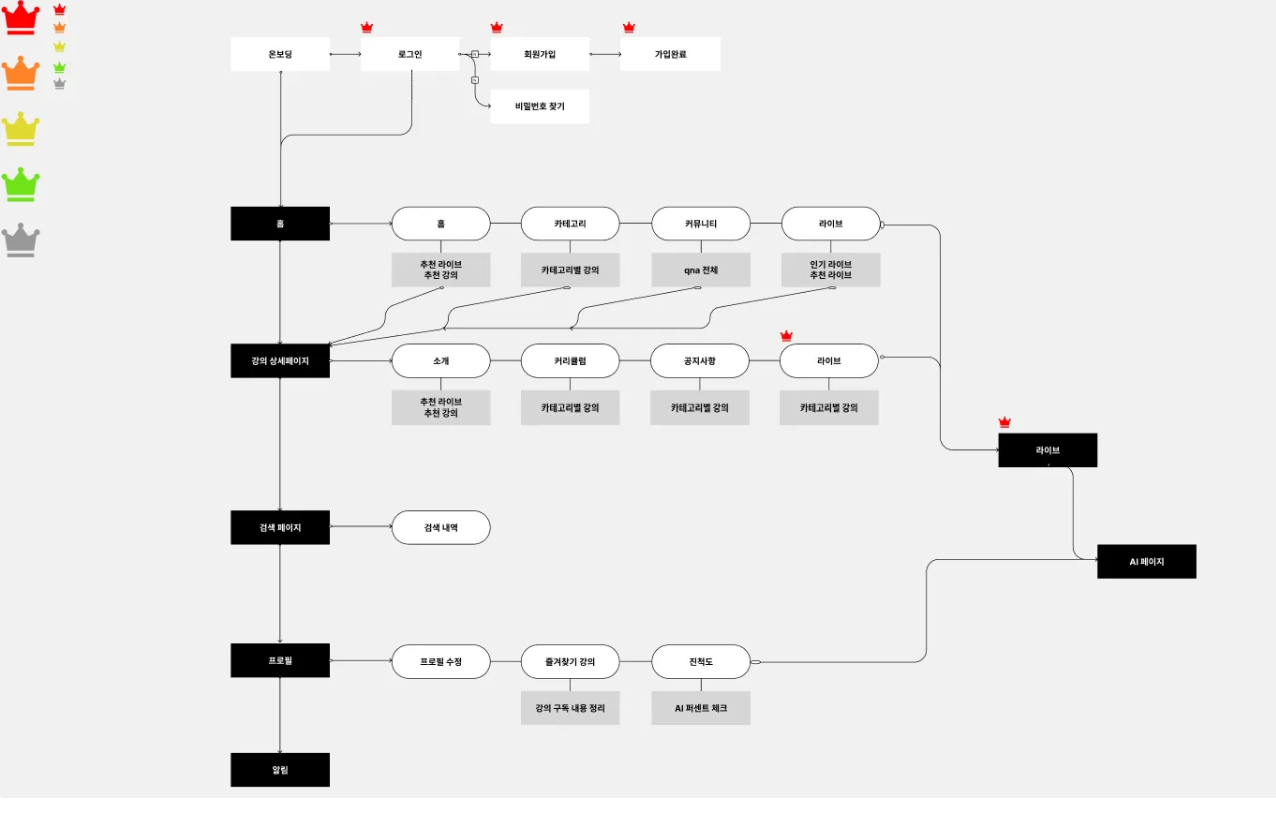 온보딩
로그인
회원가입
가입완료
비밀번호 찾기
홈
홈
카테고리
커뮤니티
라이브
추천 라이브
추천 강의
카테고리별 강의
qna 전체
인기 라이브
추천 라이브
강의 상세페이지
소개
커리큘럼
공지사항
라이브
추천 라이브
추천 강의
카테고리별 강의
카테고리별 강의
카테고리별 강의
라이브
검색 페이지
검색 내역
AI 페이지
프로필
프로필 수정
즐겨찾기 강의
진척도
강의 구독 내용 정리
AI 퍼센트 체크
알림